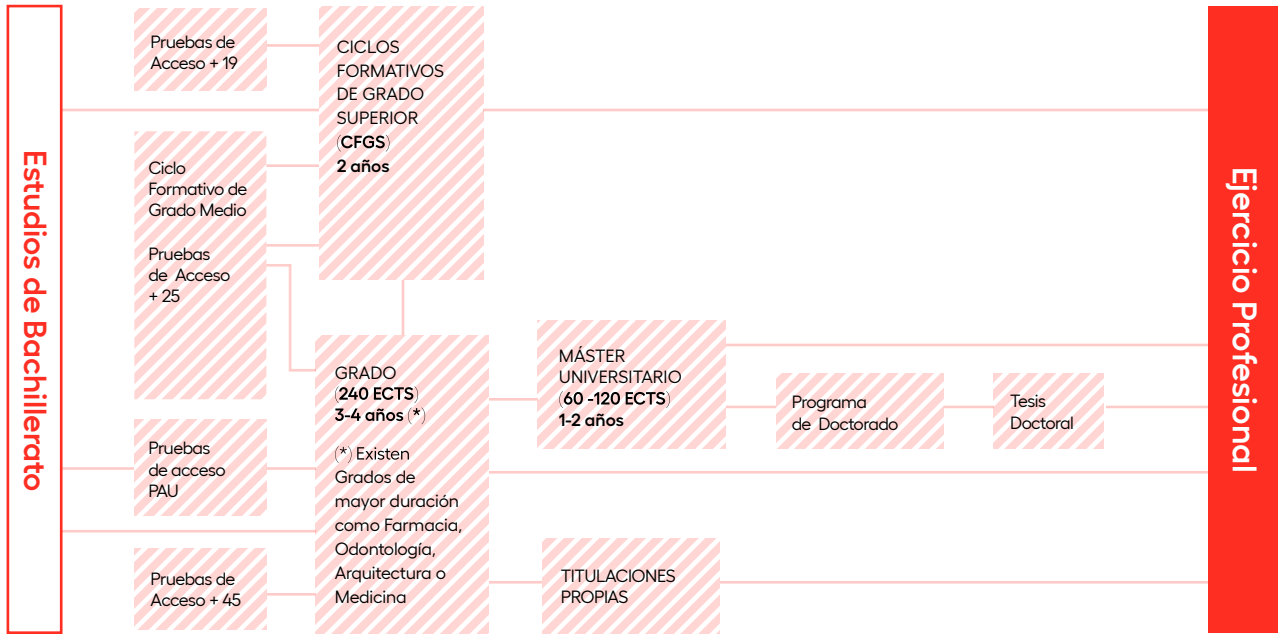 Estudios de Bachillerato
Pruebas de
Acceso + 19
Ciclo
Formativo de
Grado Medio
Pruebas
de Acceso
+ 25
Pruebas
de acceso
PAU
Pruebas de
Acceso + 45
CICLOS
FORMATIVOS
DE GRADO
SUPERIOR
(CFGS)
2 años
GRADO
(240 ECTS)
3-4 años (*)
(*) Existen
Grados de
mayor duración
como Farmacia,
Odontología,
Arquitectura o
Medicina
MÁSTER
UNIVERSITARIO
(60 -120 ECTS)
1-2 años
TITULACIONES
PROPIAS
Programa
de Doctorado
Tesis
Doctoral
Ejercicio Profesional